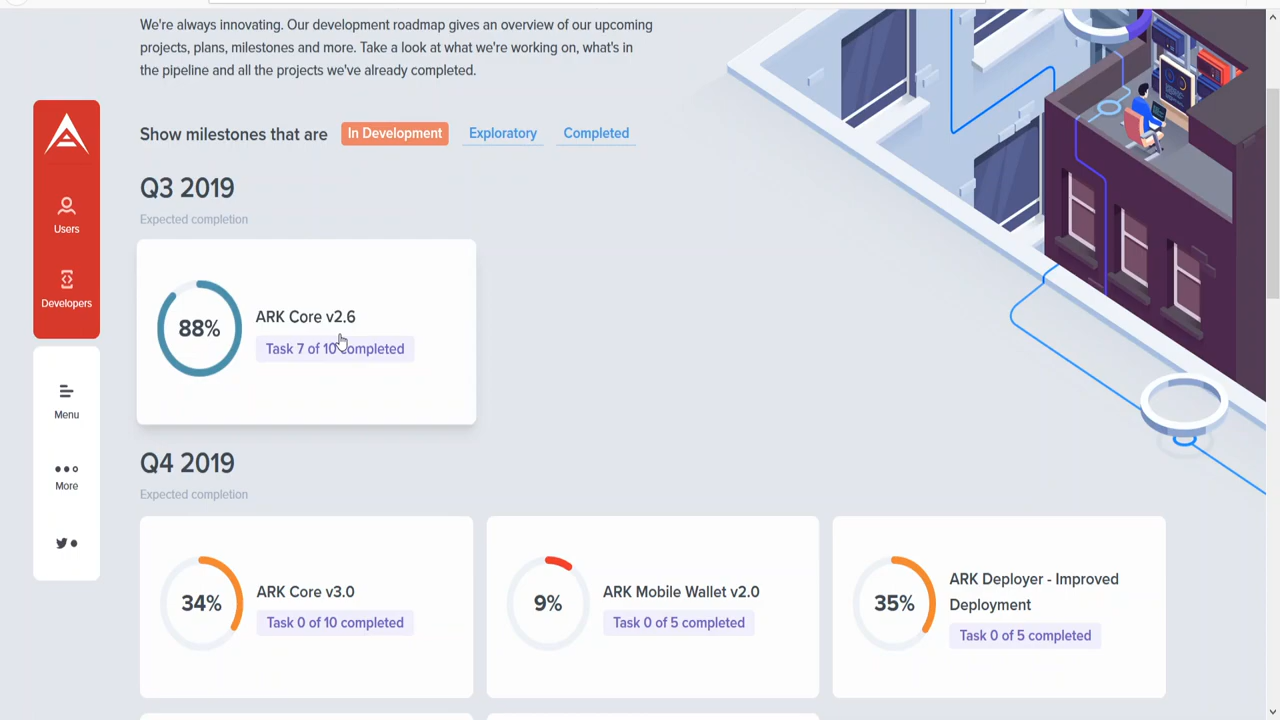 We're always innovating. Our development roadmap gives an overview of our upcoming
projects, plans, milestones and more. Take a look at what we're working on, what's in
the pipeline and all the projects we've already completed.
Show milestones that are In Development Exploratory Completed
Users
Developers
Menu
More
Q3 2019
Expected completion
88%
ARK Core v2.6
Task 7 of 10 completed
Q4 2019
Expected completion
34%
ARK Core v3.0
Task 0 of 10 completed
9%
ARK Mobile Wallet v2.0
Task 0 of 5 completed
35%
ARK Deployer - Improved
Deployment
Task 0 of 5 completed